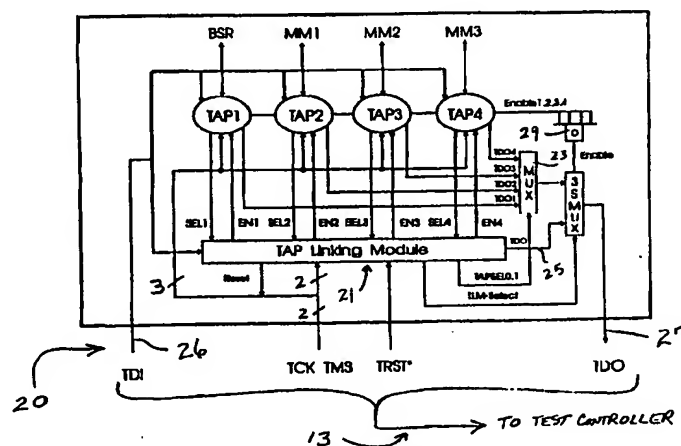 BSR MM1 MM2 MM3
TAP1 TAP2 TAP3 TAP4
Enable1,2,3,4
29
O
Enable
TDO4
TDO3
TDO2
TDO1
MUX
23
3SMUX
SEL1 EN1 SEL2 EN2 SEL3 EN3 SEL4 EN4
TAP Linking Module
TDO
25
3
Reset
2
21
TAPSEL0,1
TLM-Select
2
26
20
TDI
TCK TMS
TRST*
TDO
13
TO TEST CONTROLLER